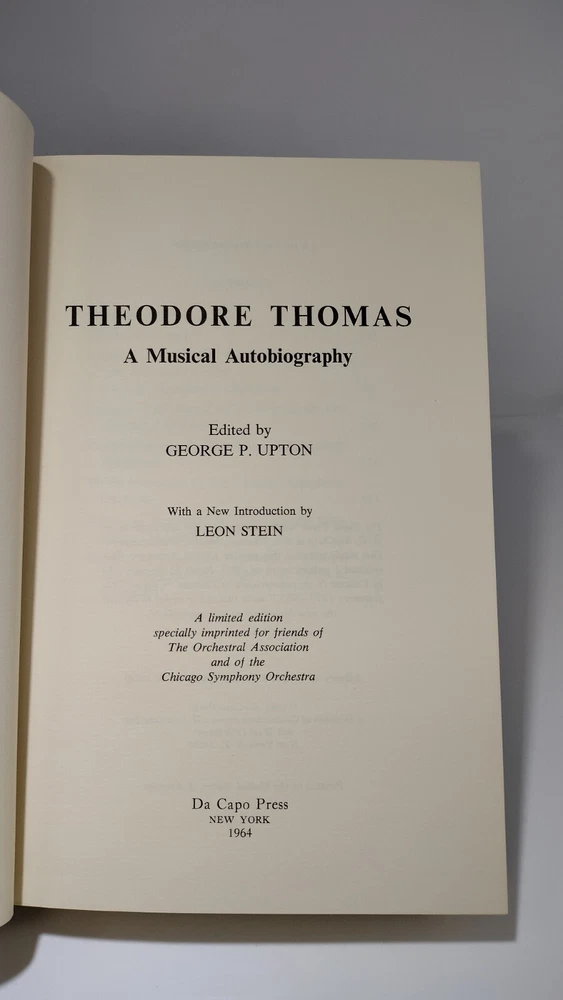 THEODORE THOMAS
A Musical Autobiography
Edited by
GEORGE P. UPTON
With a New Introduction by
LEON STEIN
A limited edition
specially imprinted for friends of
The Orchestral Association
and of the
Chicago Symphony Orchestra
Da Capo Press
NEW YORK
1964